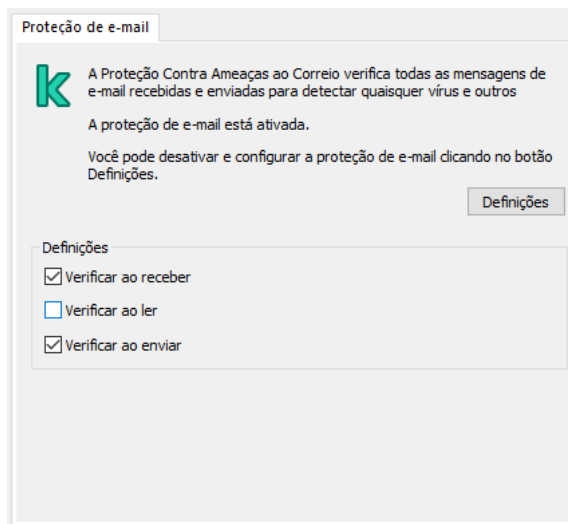 Proteção de e-mail
A Proteção Contra Ameaças ao Correio verifica todas as mensagens de
e-mail recebidas e enviadas para detectar quaisquer vírus e outros
A proteção de e-mail está ativada.
Você pode desativar e configurar a proteção de e-mail clicando no botão
Definições.
Definições
Definições
Verificar ao receber
Verificar ao ler
Verificar ao enviar